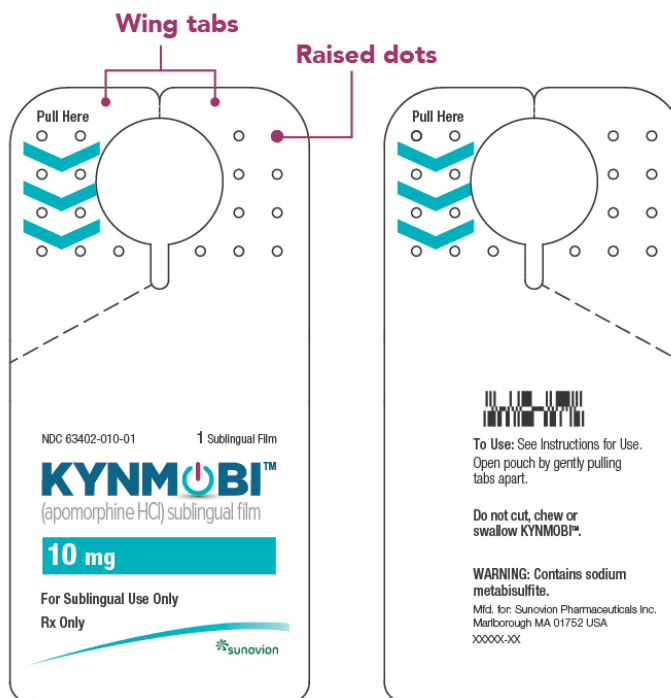 Wing tabs
Raised dots
Pull Here
NDC 63402-010-01 1 Sublingual Film
KYNMOBI™
(apomorphine HCl) sublingual film
10 mg
For Sublingual Use Only
Rx Only
sunovion
Pull Here
To Use: See Instructions for Use.
Open pouch by gently pulling
tabs apart.
Do not cut, chew or
swallow KYNMOBI™.
WARNING: Contains sodium
metabisulfite.
Mfd. for: Sunovion Pharmaceuticals Inc.
Marlborough MA 01752 USA
XXXXX-XX